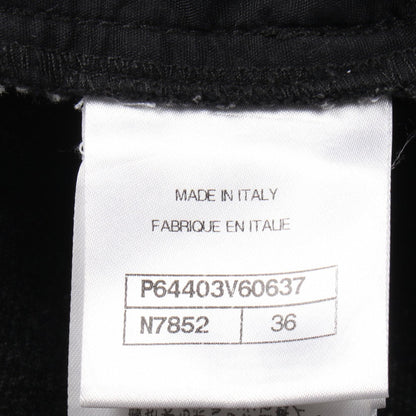 MADE IN ITALY
FABRIQUE EN ITALIE
P64403V60637
N7852 36